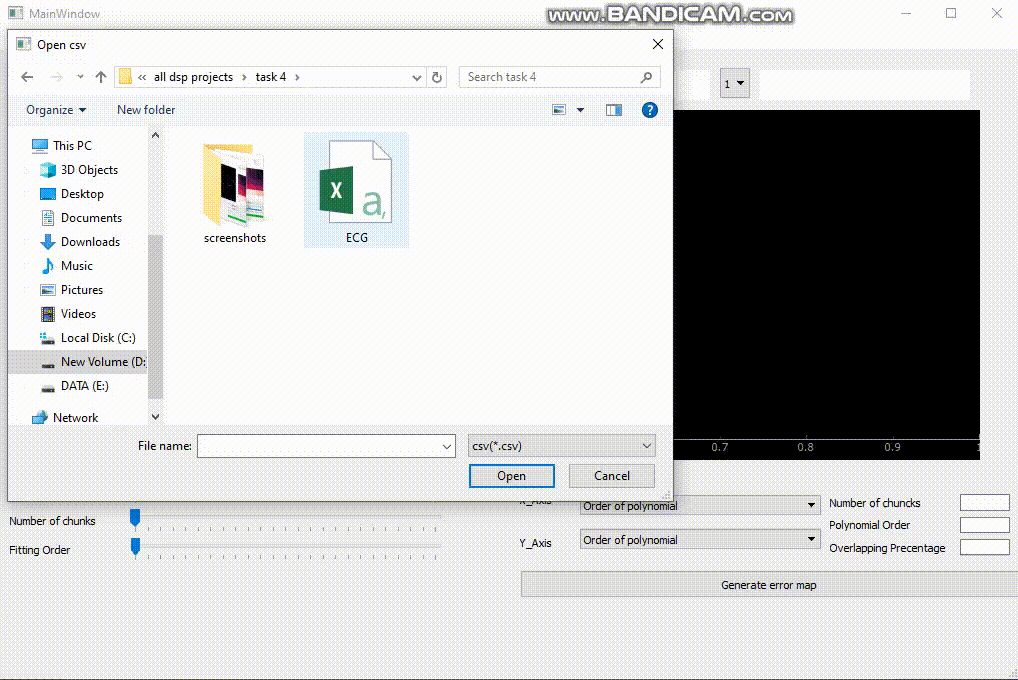 MainWindow
www.BANDICAM.com
Open csv
« all dsp projects › task 4 ›
Search task 4
1
Organize
New folder
?
This PC
3D Objects
Desktop
Documents
Downloads
Music
Pictures
Videos
Local Disk (C:)
New Volume (D:
DATA (E:)
Network
X
a,
screenshots
ECG
File name:
csv(*.csv)
Open
Cancel
0.7
0.8
0.9
1
Number of chunks
Fitting Order
X_Axis
Order of polynomial
Y_Axis
Order of polynomial
Number of chuncks
Polynomial Order
Overlapping Precentage
Generate error map